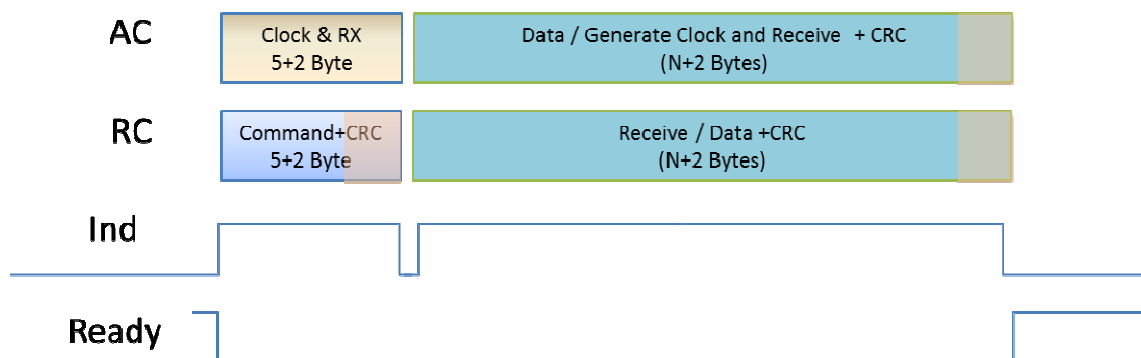 AC
Clock & RX
5+2 Byte
Data / Generate Clock and Receive + CRC
(N+2 Bytes)
RC
Command+CRC
5+2 Byte
Receive / Data +CRC
(N+2 Bytes)
Ind
Ready